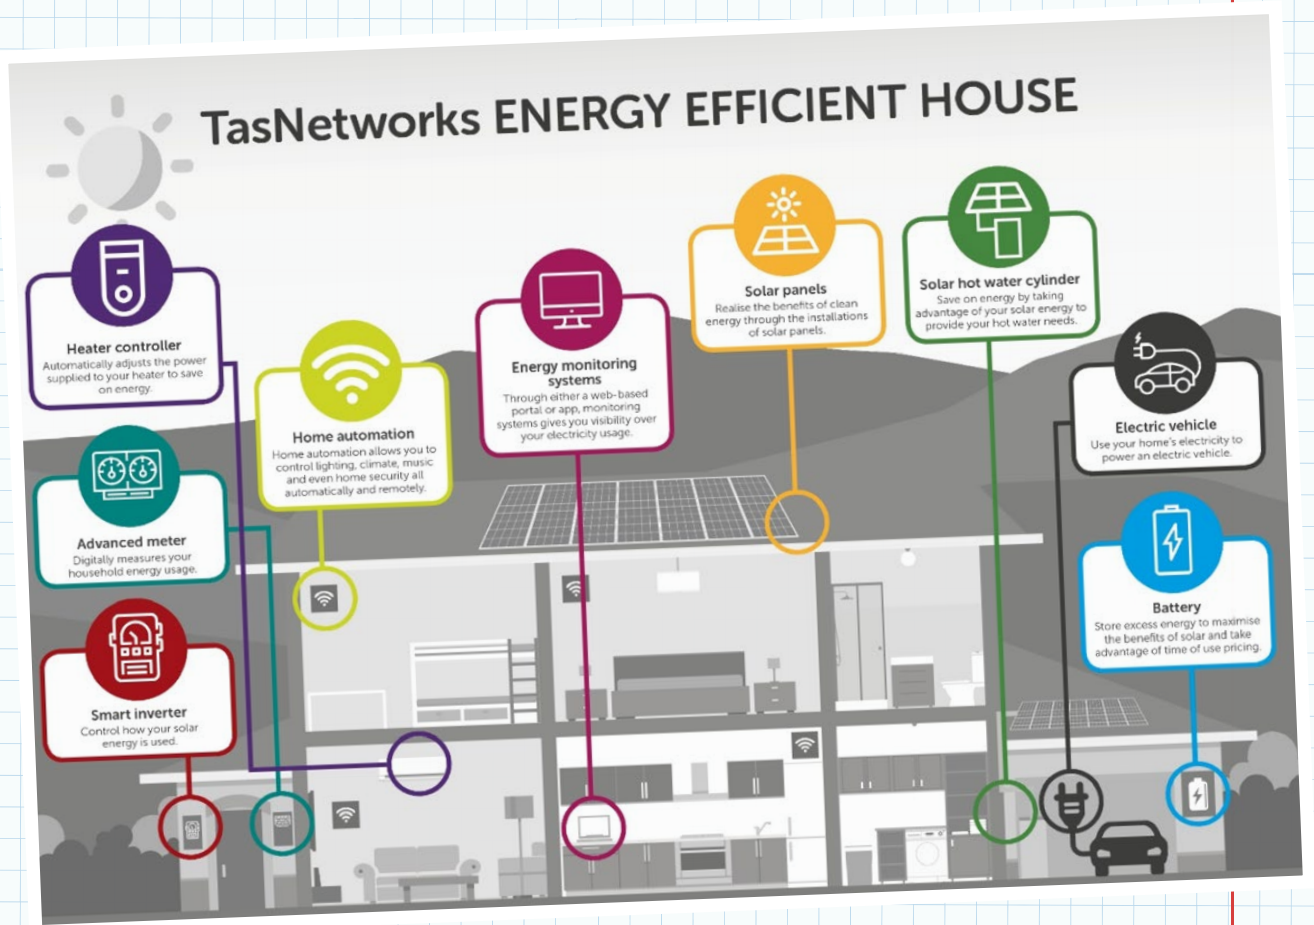 TasNetworks ENERGY EFFICIENT HOUSE
Heater controller
Automatically adjusts the power
supplied to your heater to save
on energy.
Advanced meter
Digitally measures your
household energy usage.
Smart inverter
Control how your solar
energy is used.
Home automation
Home automation allows you to
control lighting, climate, music
and even home security all
automatically and remotely.
Energy monitoring
systems
Through either a web-based
portal or app, monitoring
systems gives you visibility over
your electricity usage.
Solar panels
Realise the benefits of clean
energy through the installations
of solar panels.
Solar hot water cylinder
Save on energy by taking
advantage of your solar energy to
provide your hot water needs.
Electric vehicle
Use your home's electricity to
power an electric vehicle.
Battery
Store excess energy to maximise
the benefits of solar and take
advantage of time of use pricing.